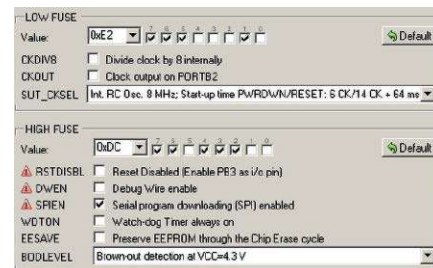 LOW FUSE
Value: 0xE2 7 6 5 4 3 2 1 0 Default
CKDIV8 Divide clock by 8 internally
CKOUT Clock output on PORTB2
SUT_CKSEL Int. RC Osc. 8 MHz; Start-up time PWRDWN/RESET: 6 CK/14 CK + 64 ms
HIGH FUSE
Value: 0xDC 7 6 5 4 3 2 1 0 Default
RSTDISBL Reset Disabled (Enable PB3 as i/o pin)
DWEN Debug Wire enable
SPIEN Serial program downloading (SPI) enabled
WDTON Watch-dog Timer always on
EESAVE Preserve EEPROM through the Chip Erase cycle
BODLEVEL Brown-out detection at VCC=4.3 V